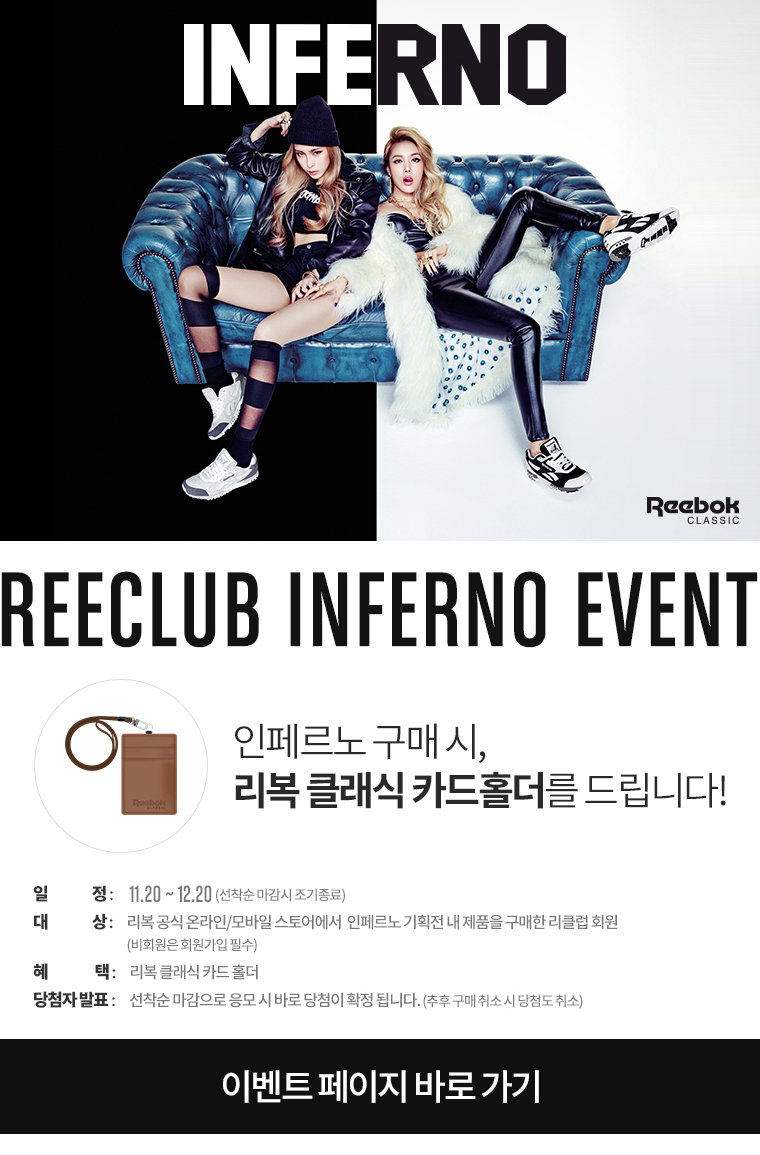 INFERNO
Reebok
CLASSIC
REECLUB INFERNO EVENT
인페르노 구매 시,
리복 클래식 카드홀더를 드립니다!
Reebok
CLASSIC
일 정 : 11.20 ~ 12.20 (선착순 마감시 조기종료)
대 상 : 리복 공식 온라인/모바일 스토어에서 인페르노 기획전 내 제품을 구매한 리클럽 회원
(비회원은 회원가입 필수)
혜 택 : 리복 클래식 카드 홀더
당첨자 발표 : 선착순 마감으로 응모 시 바로 당첨이 확정 됩니다. (추후 구매 취소 시 당첨도 취소)
이벤트 페이지 바로 가기